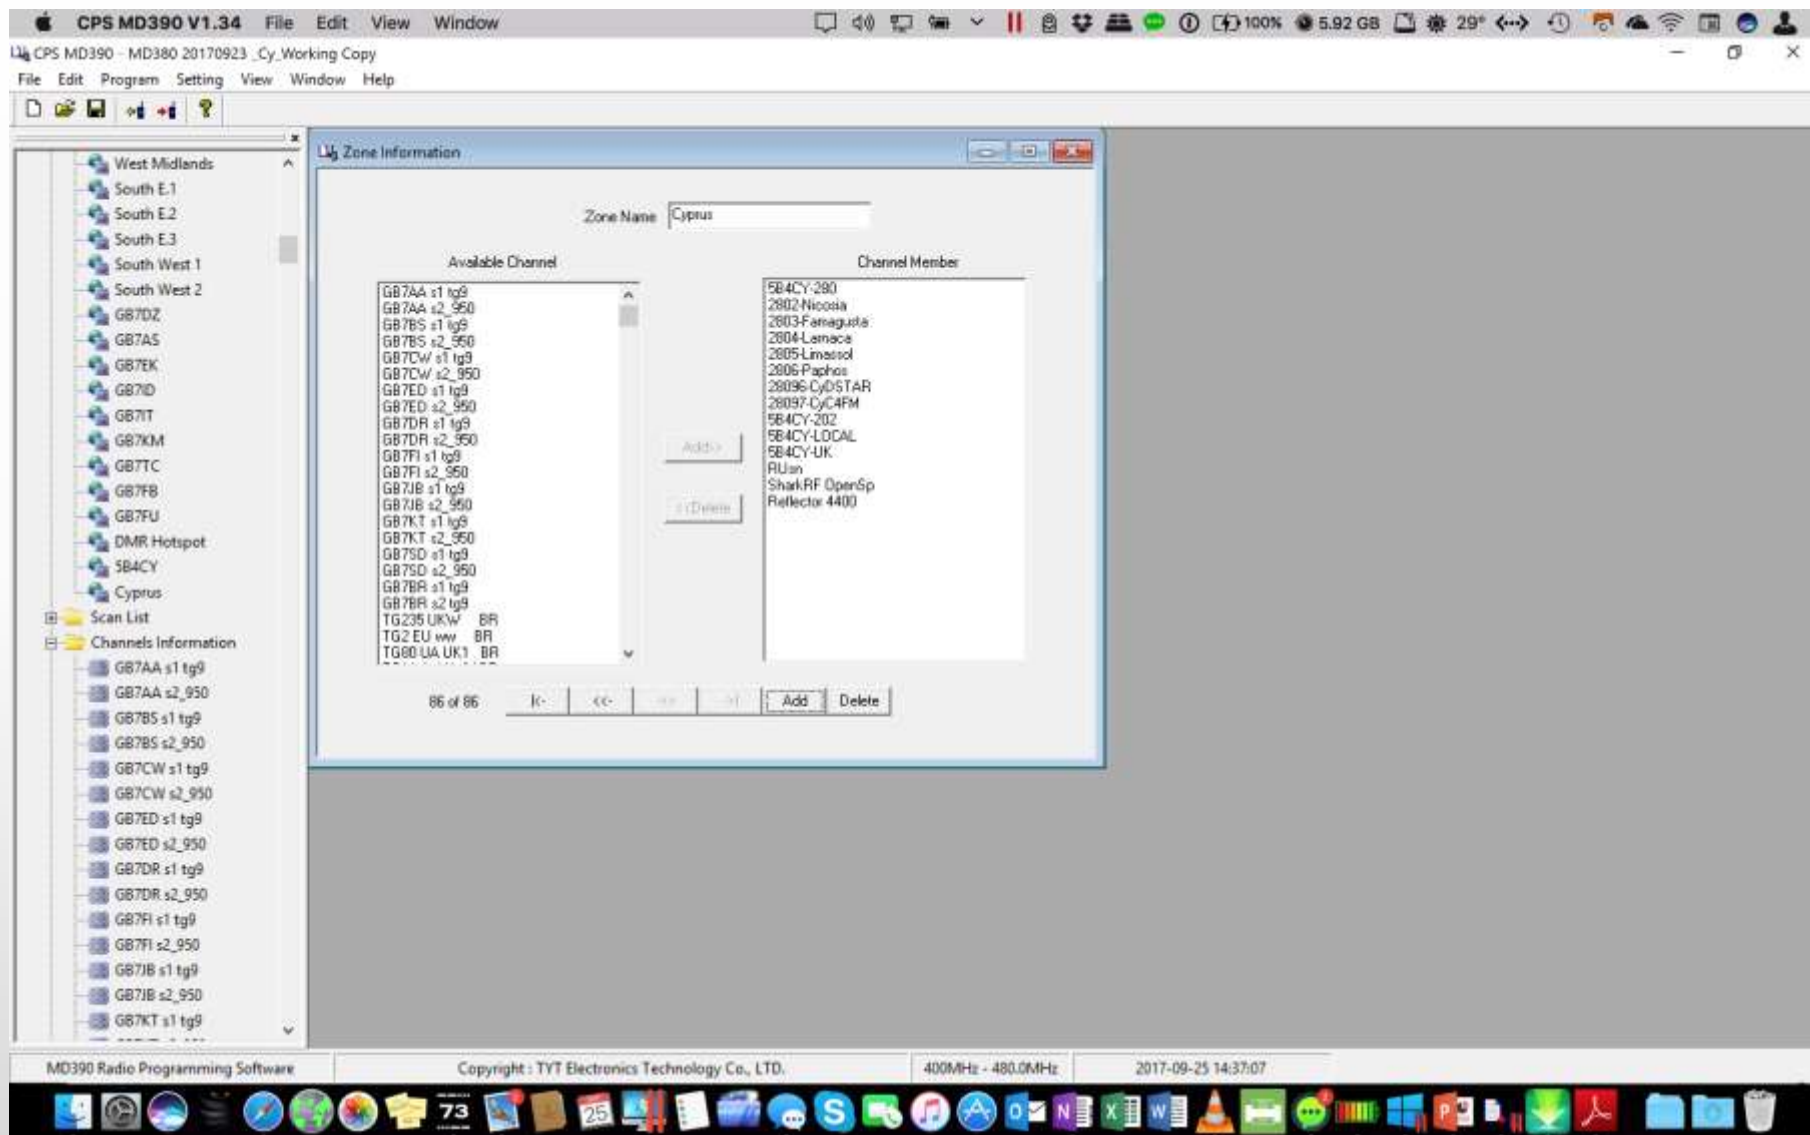 CPS MD390 V1.34 File Edit View Window 100% 5.92 GB 29°
CPS MD390 - MD380 20170923 _Cy_Working Copy
File Edit Program Setting View Window Help
West Midlands
South E.1
South E.2
South E.3
South West 1
South West 2
GB7DZ
GB7AS
GB7EK
GB7ID
GB7IT
GB7KM
GB7TC
GB7FB
GB7FU
DMR Hotspot
5B4CY
Cyprus
Scan List
Channels Information
GB7AA s1 tg9
GB7AA s2_950
GB7BS s1 tg9
GB7BS s2_950
GB7CW s1 tg9
GB7CW s2_950
GB7ED s1 tg9
GB7ED s2_950
GB7DR s1 tg9
GB7DR s2_950
GB7FI s1 tg9
GB7FI s2_950
GB7JB s1 tg9
GB7JB s2_950
GB7KT s1 tg9
Zone Information
Zone Name Cyprus
Available Channel
GB7AA s1 tg9
GB7AA s2_950
GB7BS s1 tg9
GB7BS s2_950
GB7CW s1 tg9
GB7CW s2_950
GB7ED s1 tg9
GB7ED s2_950
GB7DR s1 tg9
GB7DR s2_950
GB7FI s1 tg9
GB7FI s2_950
GB7JB s1 tg9
GB7JB s2_950
GB7KT s1 tg9
GB7KT s2_950
GB7SD s1 tg9
GB7SD s2_950
GB7BR s1 tg9
GB7BR s2 tg9
TG235 UKW BR
TG2 EU ww BR
TG80 UA UK1 BR
Add>>
<<Delete
Channel Member
5B4CY-280
2802-Nicosia
2803-Famagusta
2804-Larnaca
2805-Limassol
2806-Paphos
28096-CyDSTAR
28097-CyC4FM
5B4CY-202
5B4CY-LOCAL
5B4CY-UK
RUon
SharkRF OpenSp
Reflector 4400
86 of 86 |<- <<- Add Delete
MD390 Radio Programming Software Copyright : TYT Electronics Technology Co., LTD. 400MHz - 480.0MHz 2017-09-25 14:37:07
73 25